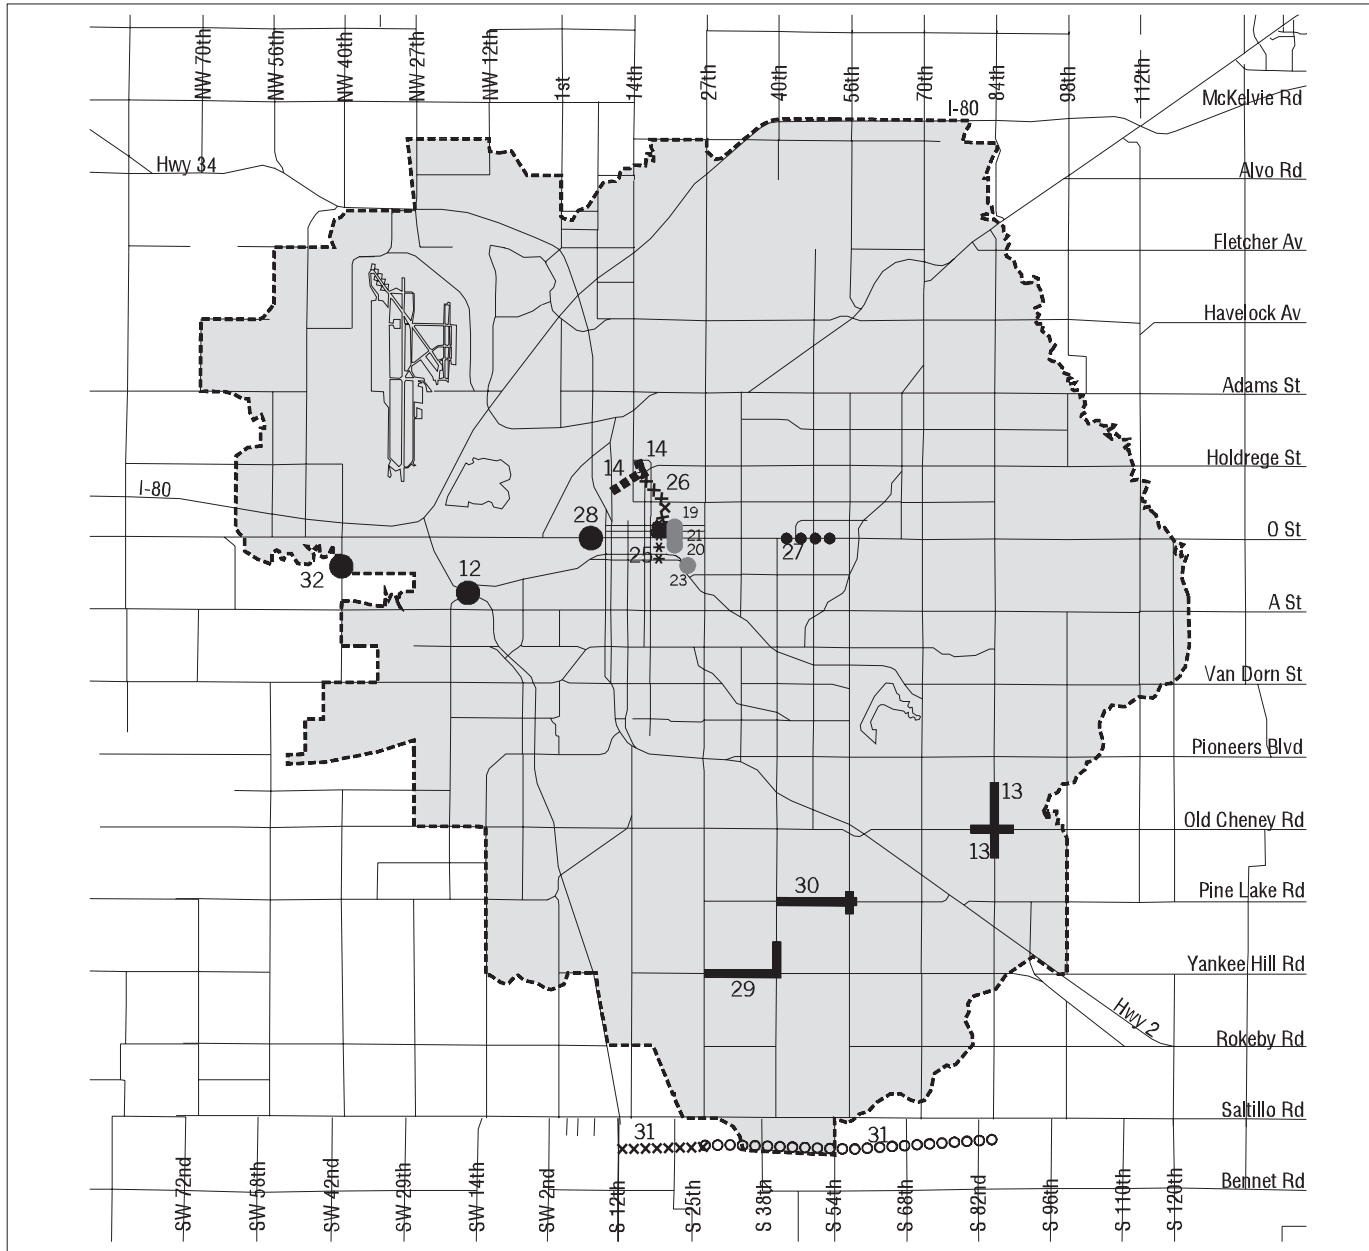 NW 70th
NW 56th
NW 40th
NW 27th
NW 12th
1st
14th
27th
40th
56th
70th
84th
98th
112th
McKelvie Rd
I-80
Hwy 34
Alvo Rd
Fletcher Av
Havelock Av
Adams St
14
14
Holdrege St
26
I-80
19
28
21
O St
27
25
20
32
12
23
A St
Van Dorn St
Pioneers Blvd
13
Old Cheney Rd
13
30
Pine Lake Rd
Yankee Hill Rd
29
Hwy 2
Rokeby Rd
Saltillo Rd
31
31
Bennet Rd
SW 72nd
SW 58th
SW 42nd
SW 29th
SW 14th
SW 2nd
S 12th
S 25th
S 38th
S 54th
S 68th
S 82nd
S 96th
S 110th
S 120th